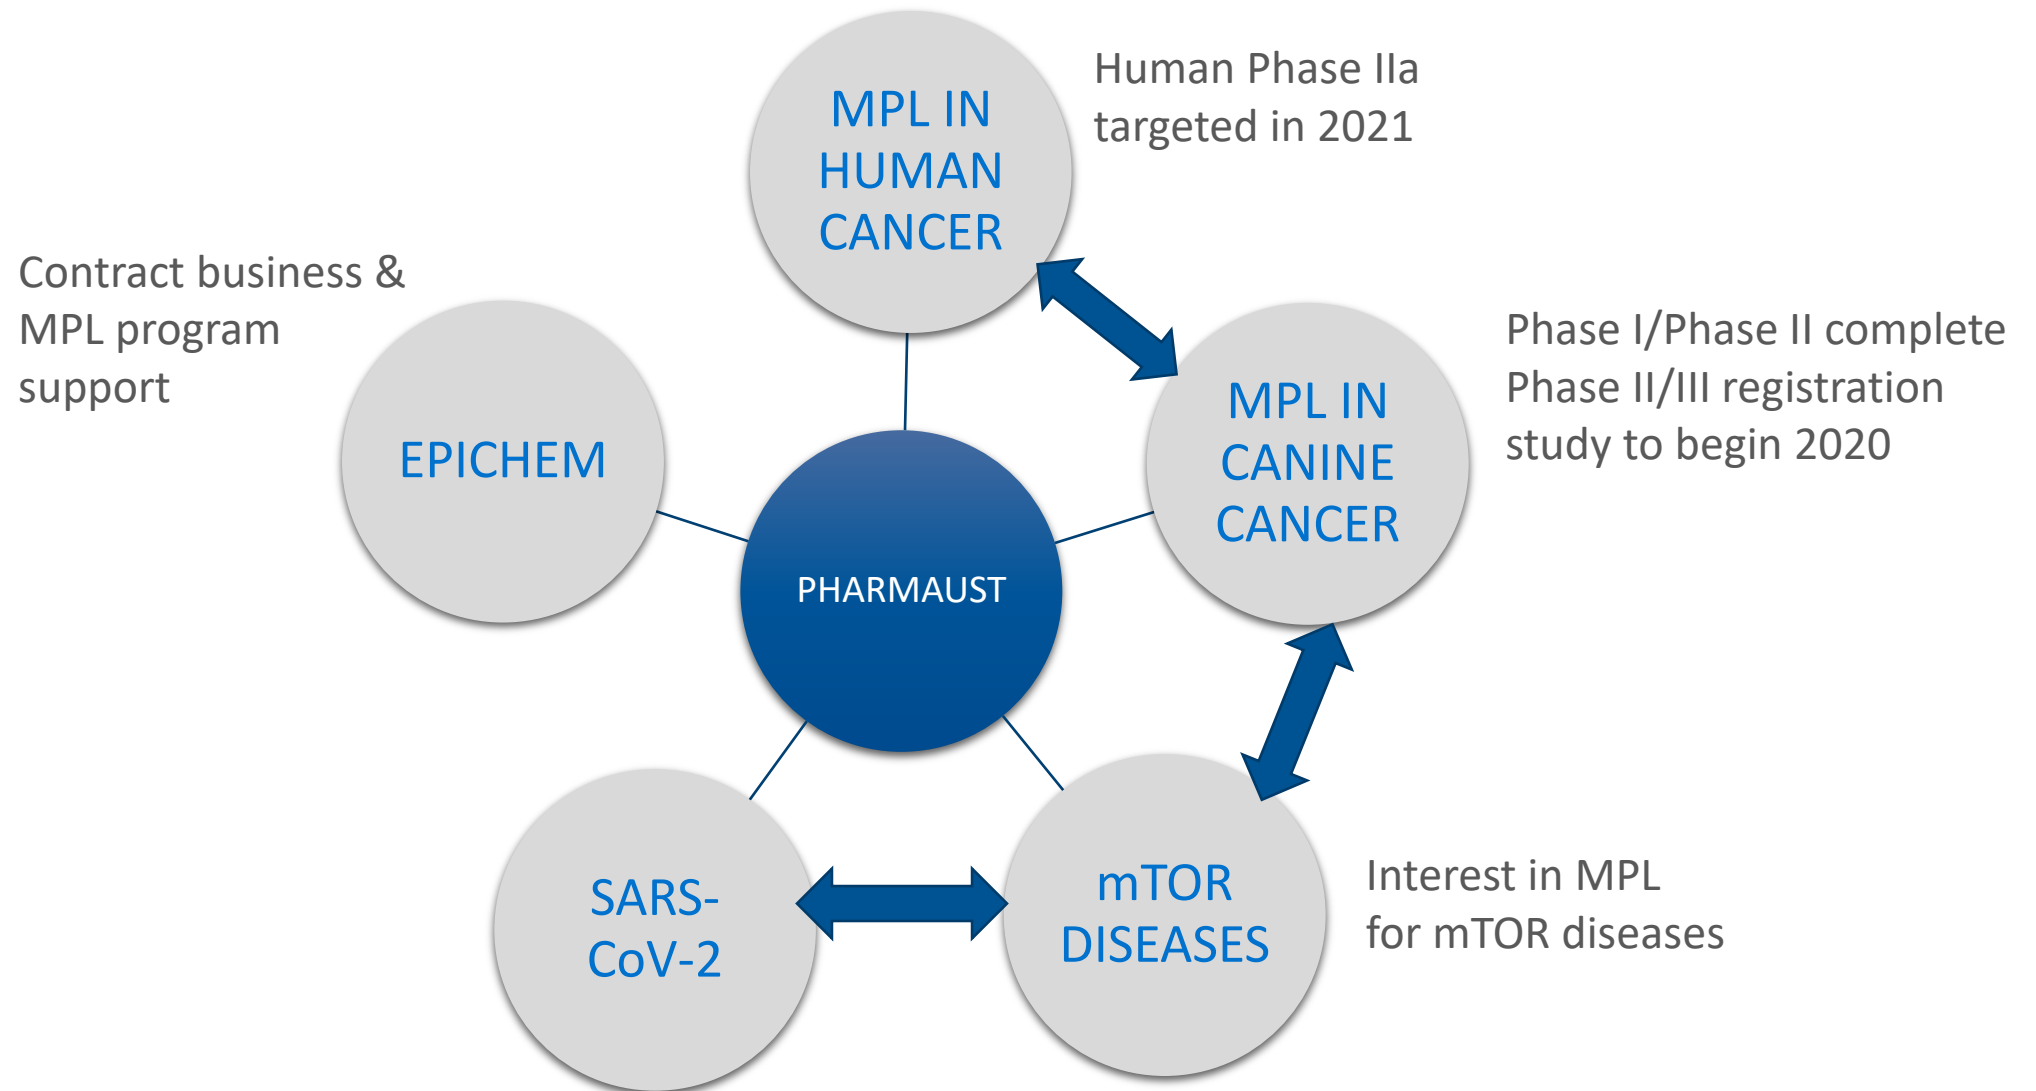 MPL IN
HUMAN
CANCER
Human Phase IIa
targeted in 2021
Contract business &
MPL program
support
EPICHEM
MPL IN
CANINE
CANCER
Phase I/Phase II complete
Phase II/III registration
study to begin 2020
PHARMAUST
SARS-
CoV-2
mTOR
DISEASES
Interest in MPL
for mTOR diseases